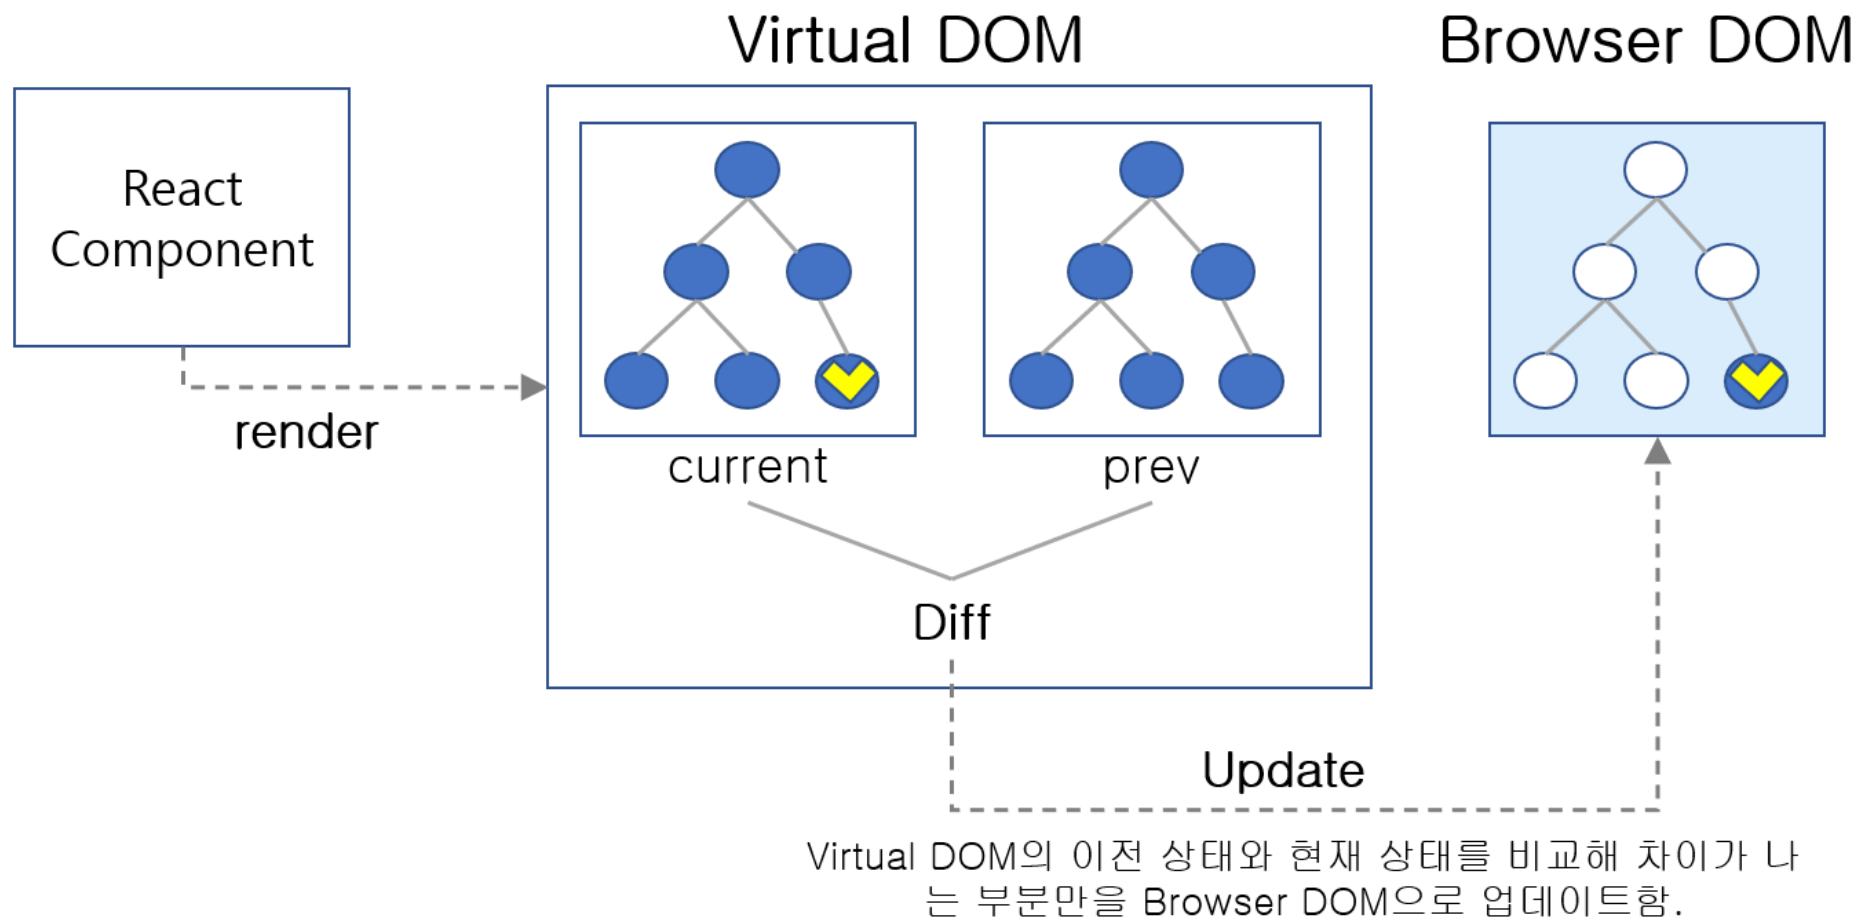 Virtual DOM
Browser DOM
React
Component
render
current
prev
Diff
Update
Virtual DOM의 이전 상태와 현재 상태를 비교해 차이가 나
는 부분만을 Browser DOM으로 업데이트함.